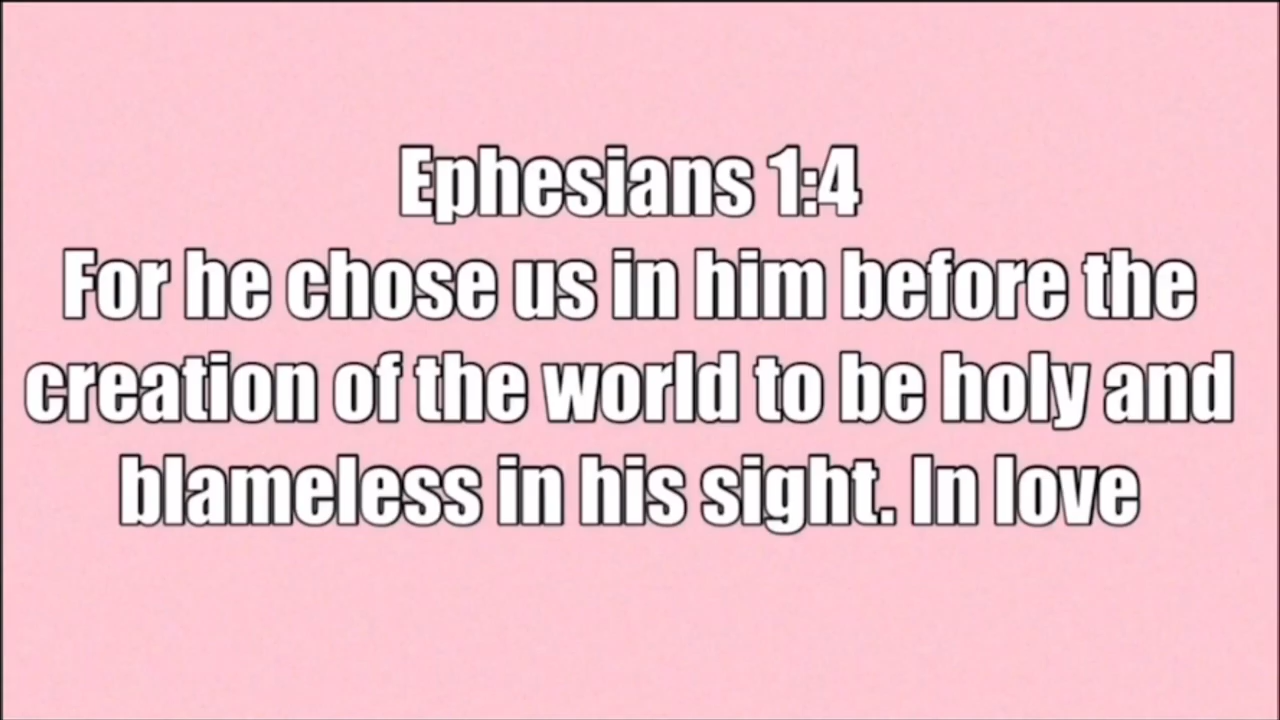 Ephesians 1:4
For he chose us in him before the
creation of the world to be holy and
blameless in his sight. In love